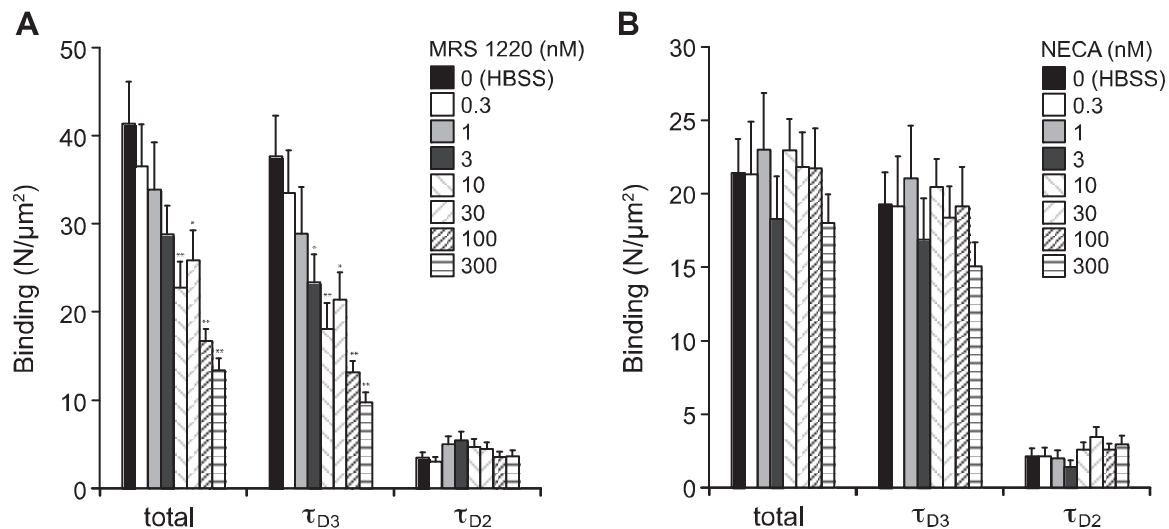 A
MRS 1220 (nM)
0 (HBSS)
0.3
1
3
10
30
100
300
Binding (N/μm²)
50
40
30
20
10
0
*
**
**
**
*
**
*
**
**
total
τD3
τD2
B
NECA (nM)
0 (HBSS)
0.3
1
3
10
30
100
300
Binding (N/μm²)
30
25
20
15
10
5
0
total
τD3
τD2